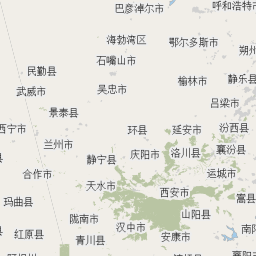 巴彦淖尔市
呼和浩特市
海勃湾区
鄂尔多斯市
朔州
石嘴山市
民勤县
榆林市
静乐县
武威市
吴忠市
吕梁市
景泰县
西宁市
环县
延安市
汾西县
兰州市
襄汾县
静宁县
庆阳市
洛川县
合作市
运城市
天水市
西安市
玛曲县
嵩县
陇南市
山阳县
红原县
汉中市
南阳
青川县
安康市